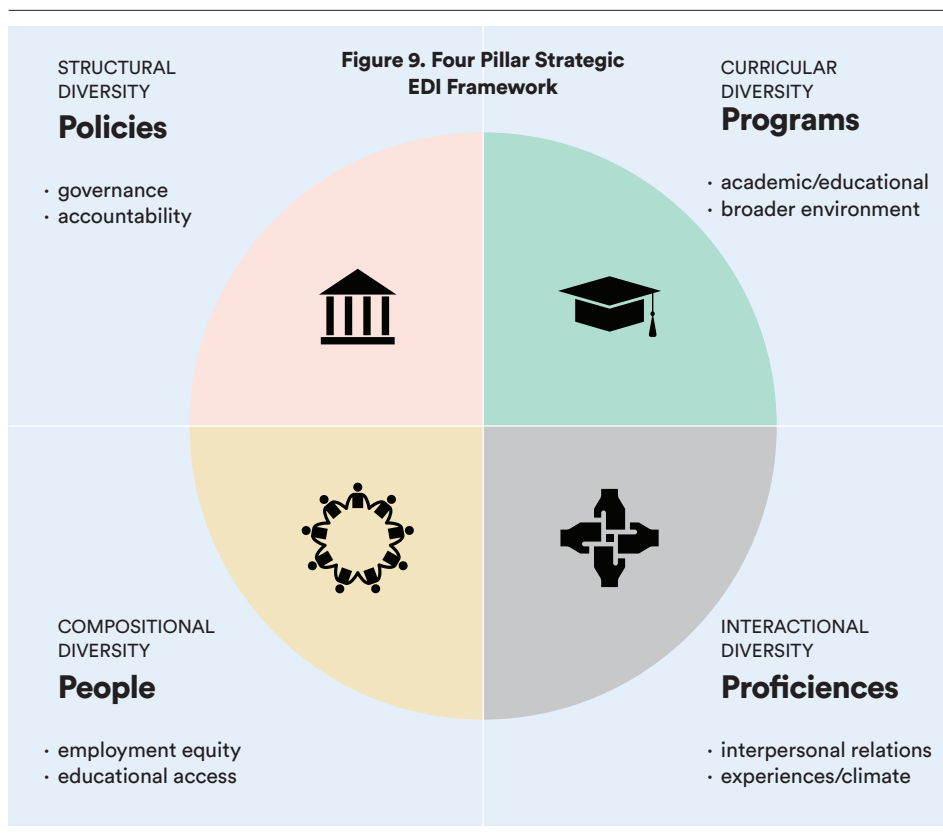 Figure 9. Four Pillar Strategic
EDI Framework
STRUCTURAL
DIVERSITY
Policies
· governance
· accountability
CURRICULAR
DIVERSITY
Programs
· academic/educational
· broader environment
COMPOSITIONAL
DIVERSITY
People
· employment equity
· educational access
INTERACTIONAL
DIVERSITY
Proficiences
· interpersonal relations
· experiences/climate